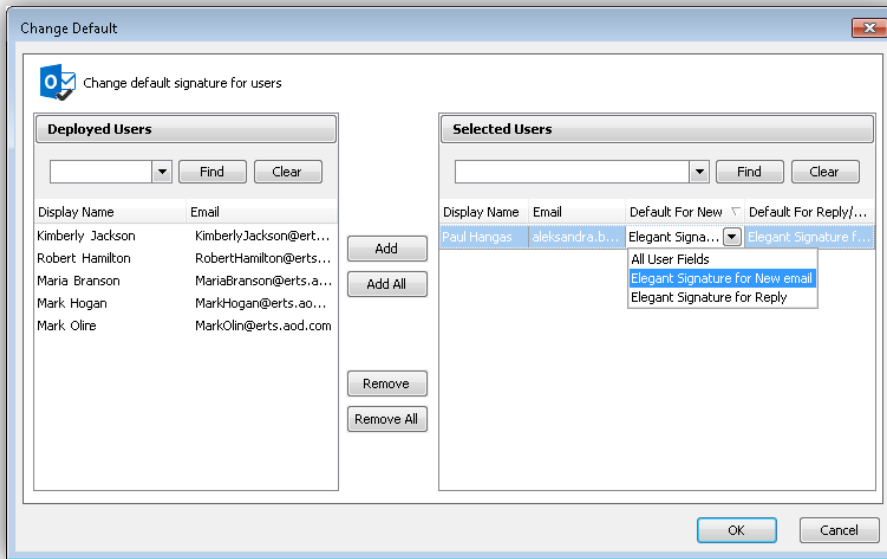 Change Default
Change default signature for users
Deployed Users
Find Clear
Display Name Email
Kimberly Jackson KimberlyJackson@ert...
Robert Hamilton RobertHamilton@erts...
Maria Branson MariaBranson@erts.a...
Mark Hogan MarkHogan@erts.ao...
Mark Olire MarkOlin@erts.aod.com
Add
Add All
Remove
Remove All
Selected Users
Find Clear
Display Name Email Default For New Default For Reply/...
Paul Hangas aleksandra.b... Elegant Signa... Elegant Signature f...
All User Fields
Elegant Signature for New email
Elegant Signature for Reply
OK Cancel